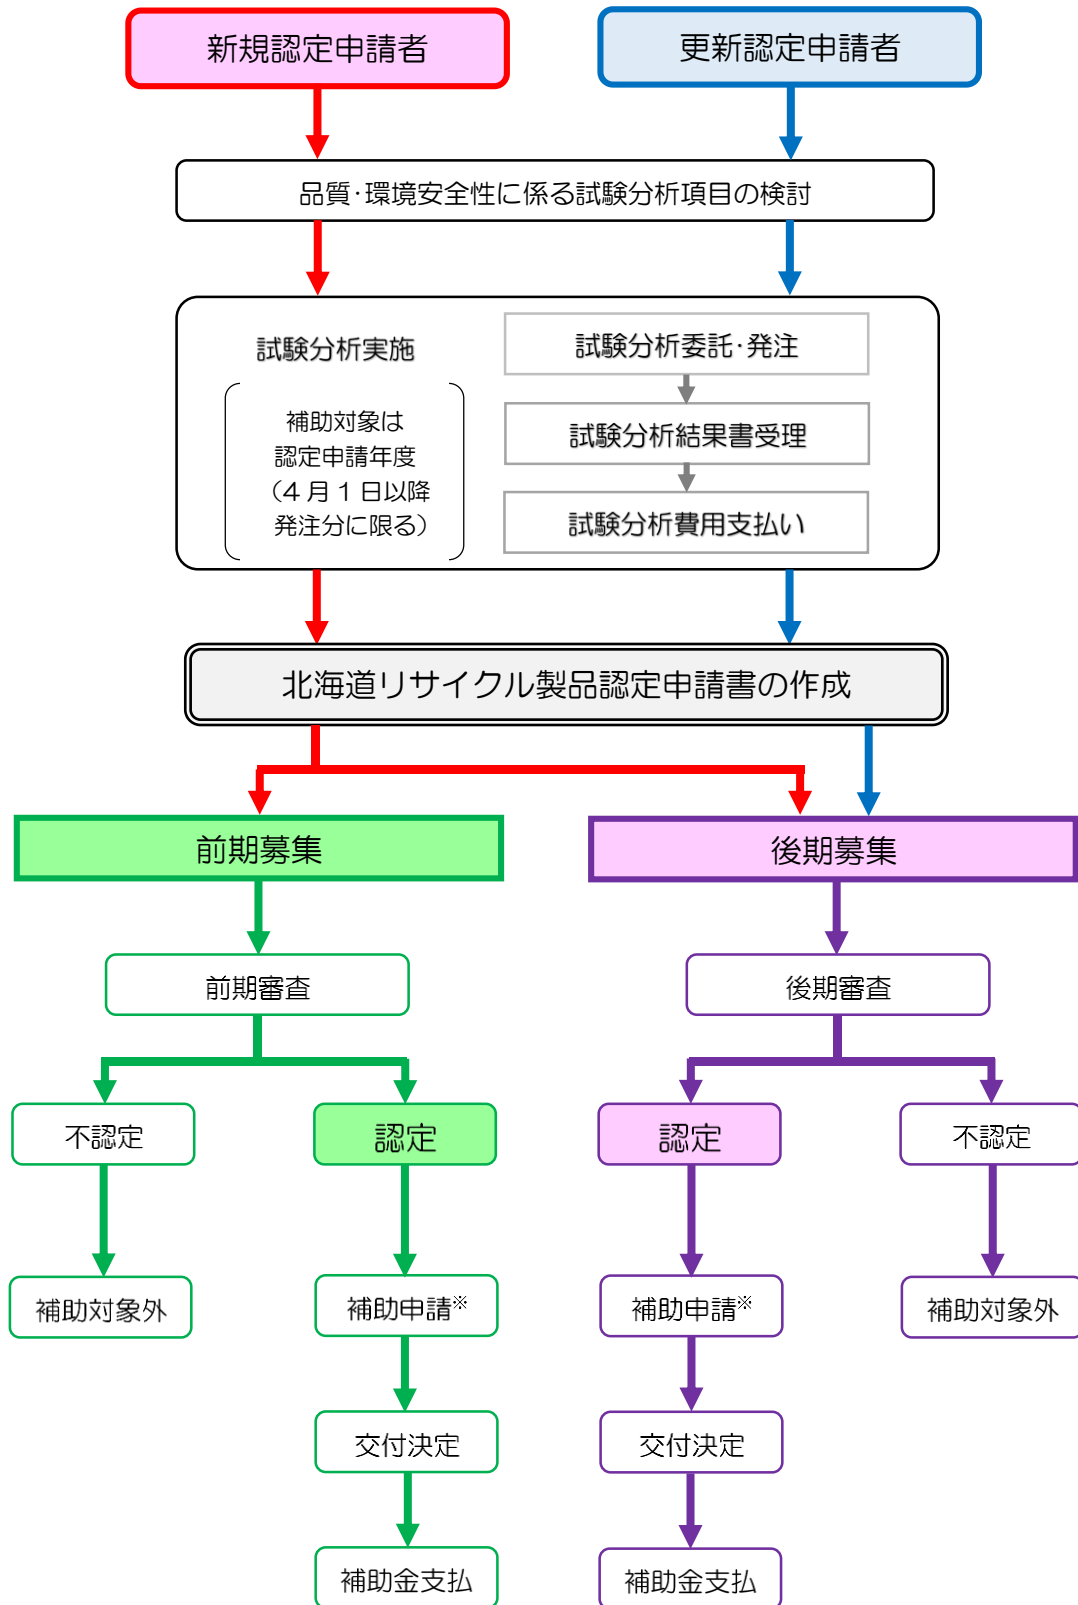 新規認定申請者
更新認定申請者
品質・環境安全性に係る試験分析項目の検討
試験分析実施
補助対象は
認定申請年度
（４月１日以降
発注分に限る）
試験分析委託・発注
試験分析結果書受理
試験分析費用支払い
北海道リサイクル製品認定申請書の作成
前期募集
後期募集
前期審査
後期審査
不認定
認定
認定
不認定
補助対象外
補助申請※
補助申請※
補助対象外
交付決定
交付決定
補助金支払
補助金支払